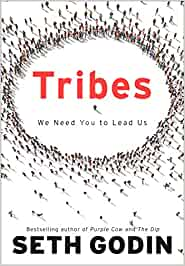 Tribes
We Need You to Lead Us
Bestselling author of Purple Cow and The Dip
SETH GODIN